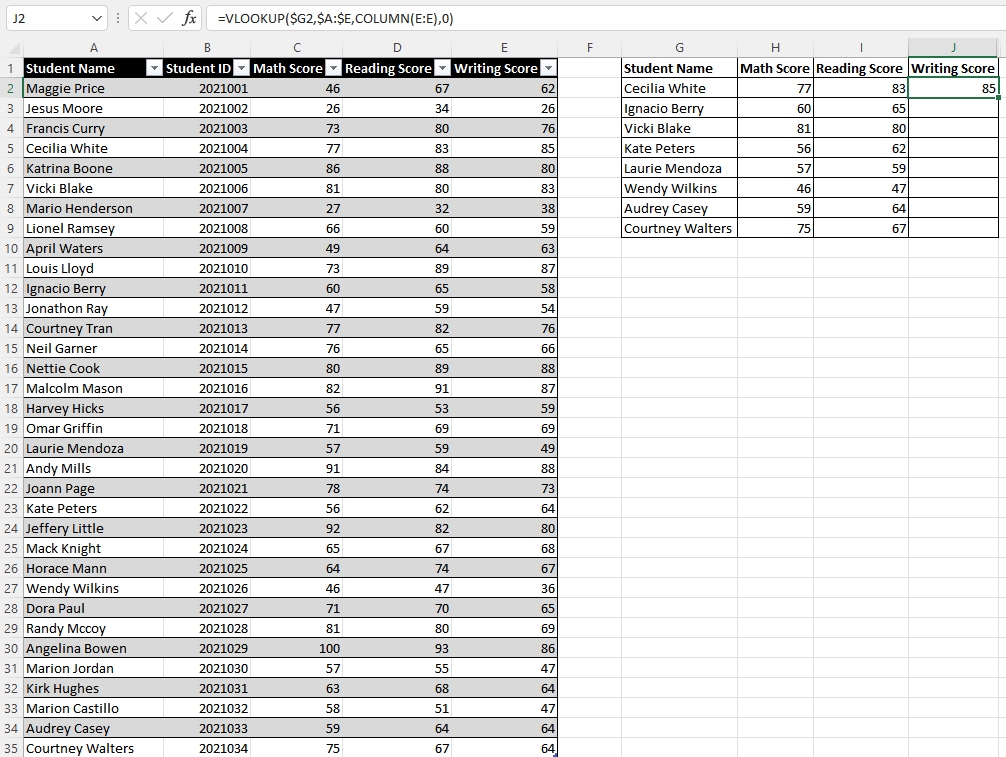 J2 fx =VLOOKUP($G2,$A:$E,COLUMN(E:E),0)
A B C D E F G H I J
1 Student Name Student ID Math Score Reading Score Writing Score Student Name Math Score Reading Score Writing Score
2 Maggie Price 2021001 46 67 62 Cecilia White 77 83 85
3 Jesus Moore 2021002 26 34 26 Ignacio Berry 60 65
4 Francis Curry 2021003 73 80 76 Vicki Blake 81 80
5 Cecilia White 2021004 77 83 85 Kate Peters 56 62
6 Katrina Boone 2021005 86 88 80 Laurie Mendoza 57 59
7 Vicki Blake 2021006 81 80 83 Wendy Wilkins 46 47
8 Mario Henderson 2021007 27 32 38 Audrey Casey 59 64
9 Lionel Ramsey 2021008 66 60 59 Courtney Walters 75 67
10 April Waters 2021009 49 64 63
11 Louis Lloyd 2021010 73 89 87
12 Ignacio Berry 2021011 60 65 58
13 Jonathon Ray 2021012 47 59 54
14 Courtney Tran 2021013 77 82 76
15 Neil Garner 2021014 76 65 66
16 Nettie Cook 2021015 80 89 88
17 Malcolm Mason 2021016 82 91 87
18 Harvey Hicks 2021017 56 53 59
19 Omar Griffin 2021018 71 69 69
20 Laurie Mendoza 2021019 57 59 49
21 Andy Mills 2021020 91 84 88
22 Joann Page 2021021 78 74 73
23 Kate Peters 2021022 56 62 64
24 Jeffery Little 2021023 92 82 80
25 Mack Knight 2021024 65 67 68
26 Horace Mann 2021025 64 74 67
27 Wendy Wilkins 2021026 46 47 36
28 Dora Paul 2021027 71 70 65
29 Randy Mccoy 2021028 81 80 69
30 Angelina Bowen 2021029 100 93 86
31 Marion Jordan 2021030 57 55 47
32 Kirk Hughes 2021031 63 68 64
33 Marion Castillo 2021032 58 51 47
34 Audrey Casey 2021033 59 64 64
35 Courtney Walters 2021034 75 67 64